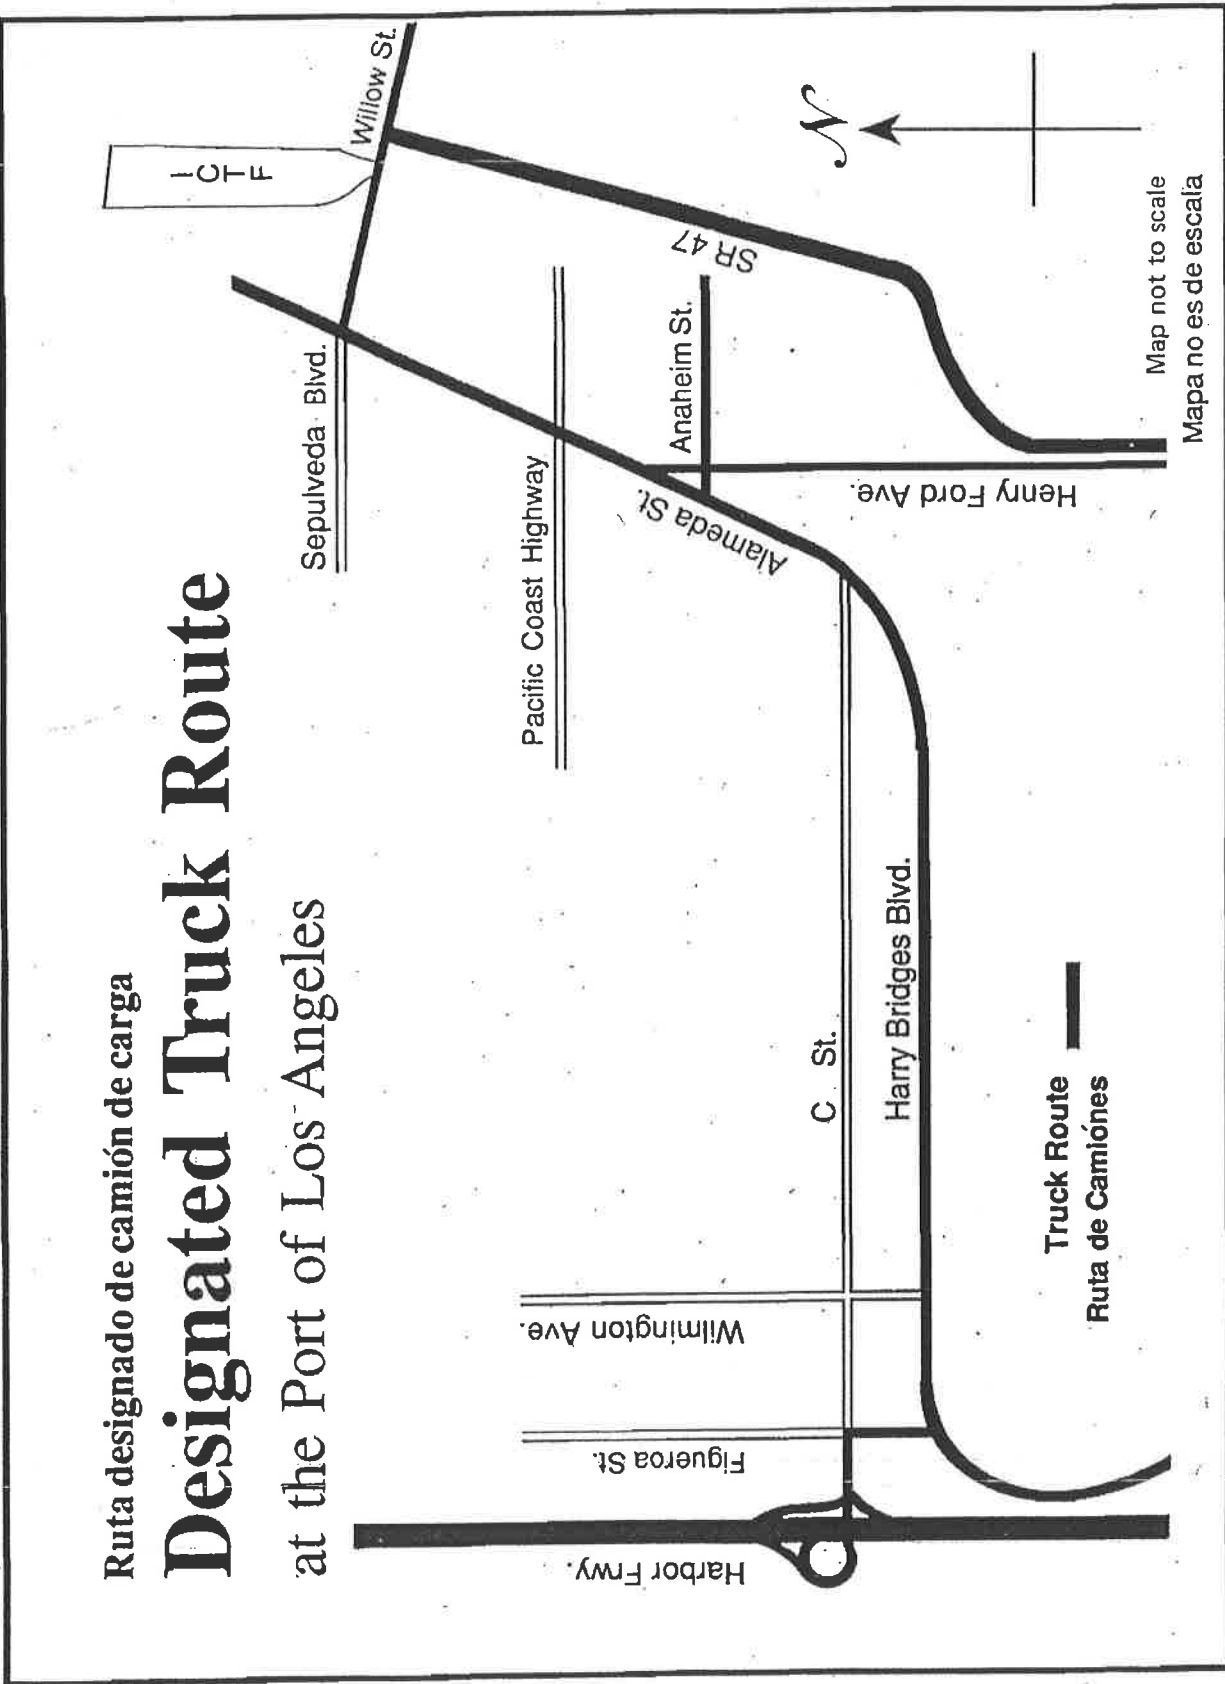 Ruta designado de camión de carga
Designated Truck Route
at the Port of Los Angeles
I
C
T
F
Willow St.
Sepulveda Blvd.
Pacific Coast Highway
SR 47
Anaheim St.
Alameda St.
Henry Ford Ave.
N
Harbor Frwy.
Figueroa St.
Wilmington Ave.
C St.
Harry Bridges Blvd.
Truck Route
Ruta de Camiónes
Map not to scale
Mapa no es de escala